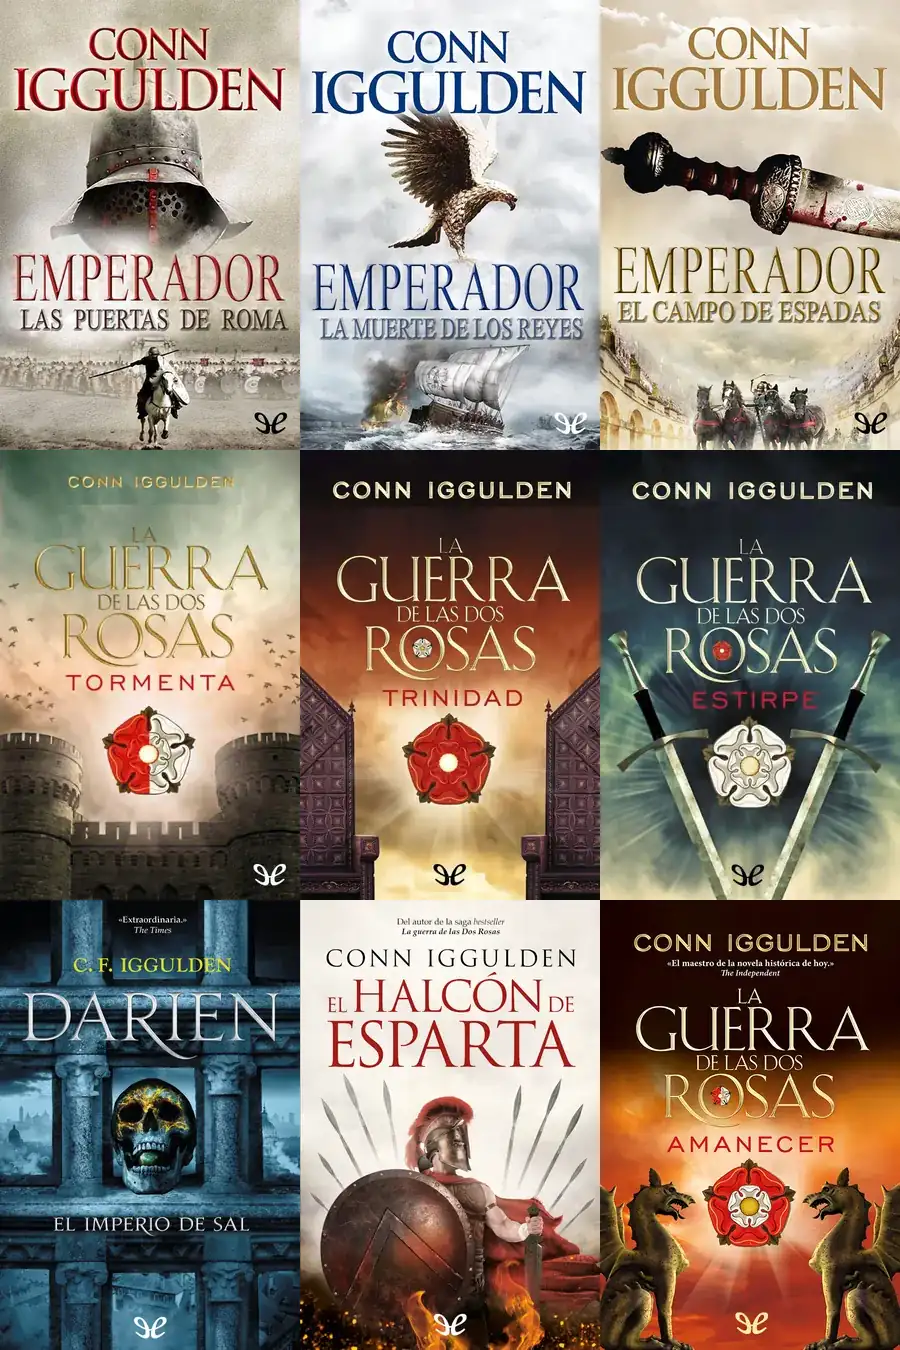 CONN
IGGULDEN
EMPERADOR
LAS PUERTAS DE ROMA
CONN
IGGULDEN
EMPERADOR
LA MUERTE DE LOS REYES
CONN
IGGULDEN
EMPERADOR
EL CAMPO DE ESPADAS
CONN IGGULDEN
LA
GUERRA
DE LAS DOS
ROSAS
TORMENTA
CONN IGGULDEN
LA
GUERRA
DE LAS DOS
ROSAS
TRINIDAD
CONN IGGULDEN
LA
GUERRA
DE LAS DOS
ROSAS
ESTIRPE
«Extraordinaria.»
The Times
C. F. IGGULDEN
DARIEN
EL IMPERIO DE SAL
Del autor de la saga bestseller
La guerra de las Dos Rosas
CONN IGGULDEN
EL HALCÓN DE
ESPARTA
CONN IGGULDEN
«El maestro de la novela histórica de hoy.»
The Independent
LA
GUERRA
DE LAS DOS
ROSAS
AMANECER